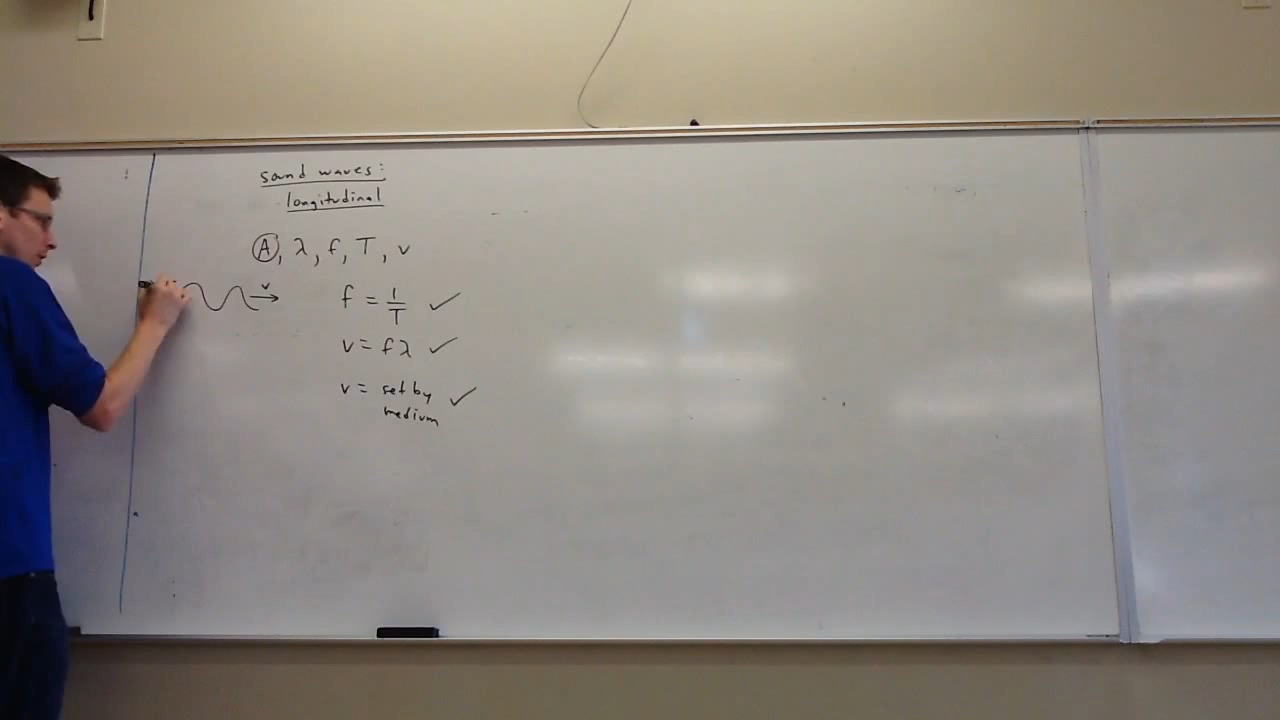 sound waves:
longitudinal
A, λ, f, T, v
v
f = 1/T ✓
v = fλ ✓
v = set by ✓
medium